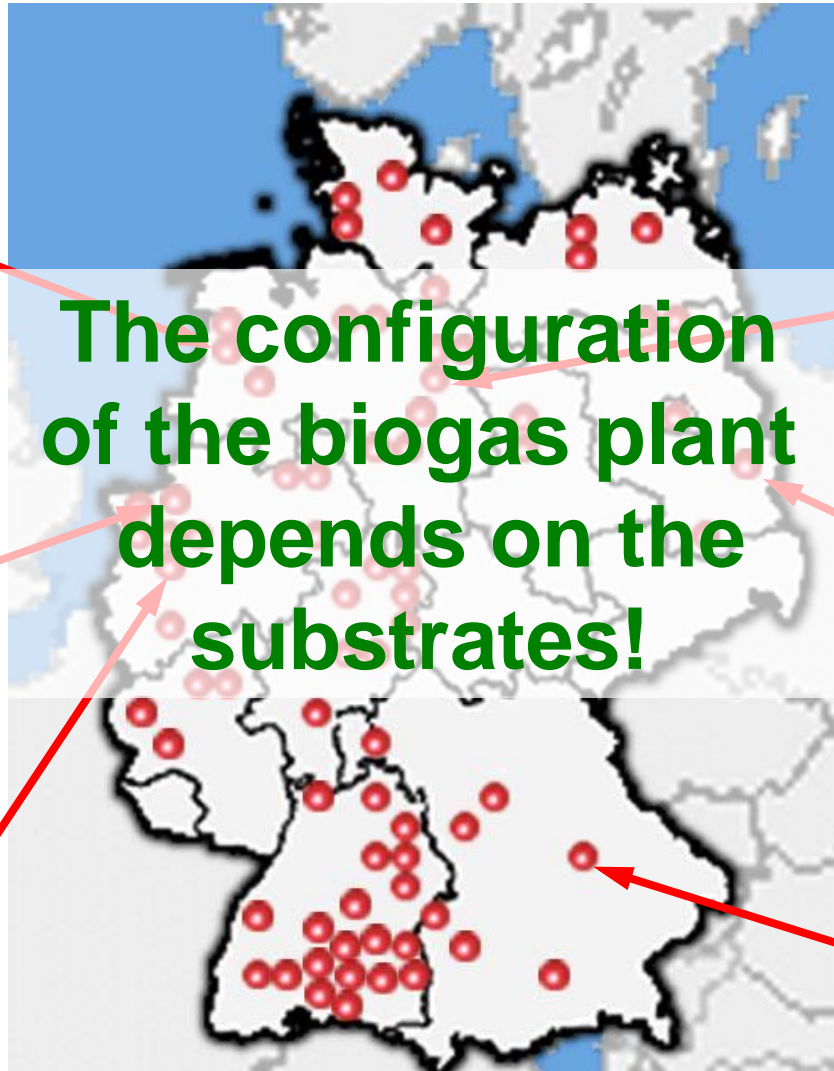 The configuration
of the biogas plant
depends on the
substrates!